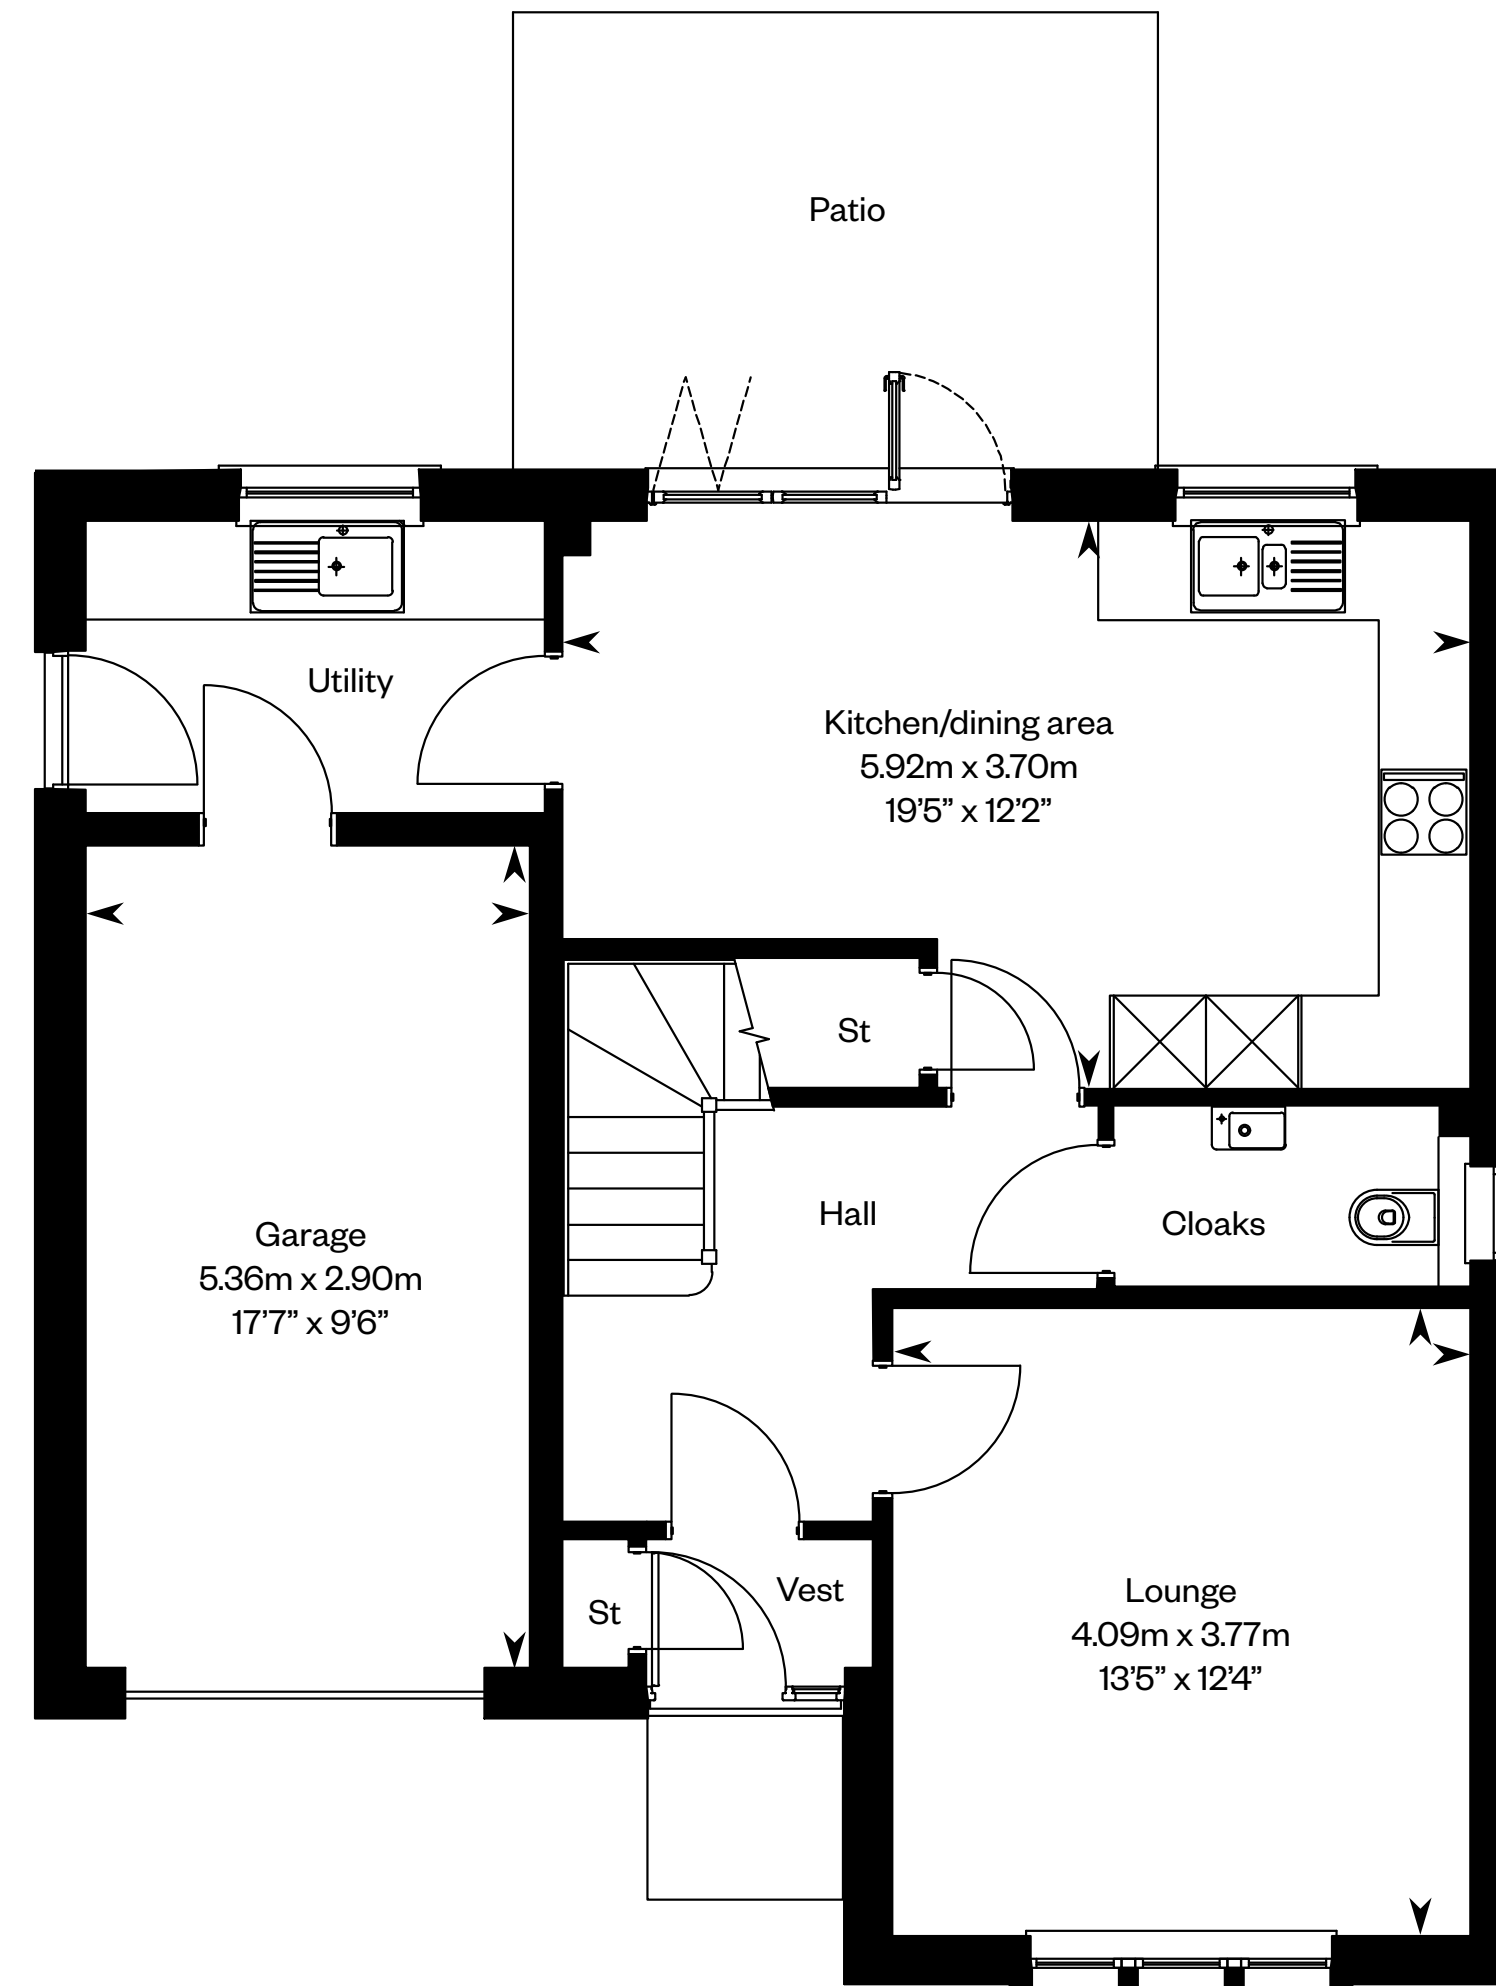 Patio
Utility
Kitchen/dining area
5.92m x 3.70m
19’5” x 12’2”
St
Hall
Cloaks
Garage
5.36m x 2.90m
17’7” x 9’6”
St
Vest
Lounge
4.09m x 3.77m
13’5” x 12’4”